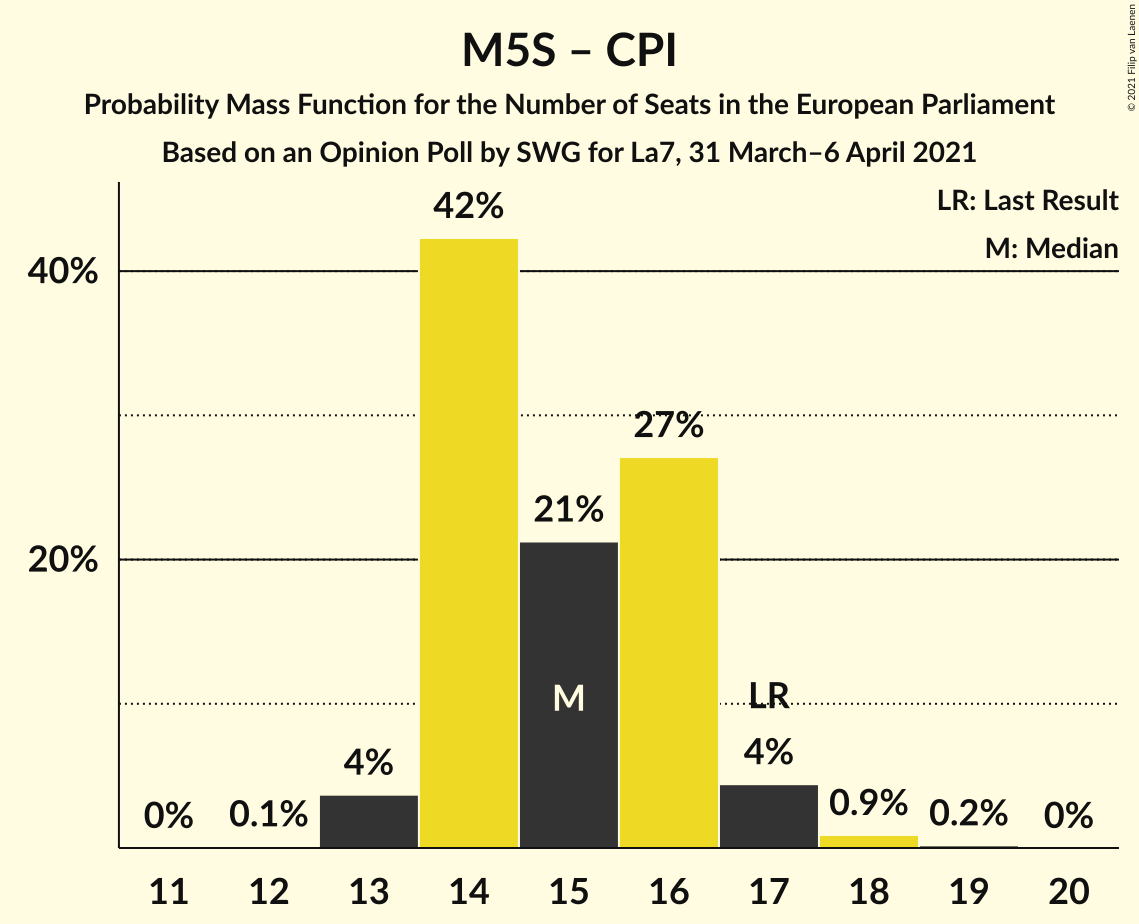 M5S – CPI
Probability Mass Function for the Number of Seats in the European Parliament
Based on an Opinion Poll by SWG for La7, 31 March–6 April 2021
© 2021 Filip van Laenen
LR: Last Result
M: Median
40%
20%
0%
0.1%
4%
42%
21%
M
27%
LR
4%
0.9%
0.2%
0%
11 12 13 14 15 16 17 18 19 20